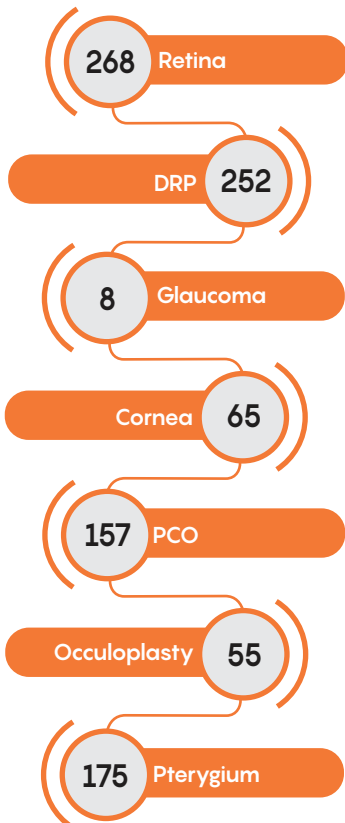 268 Retina
DRP 252
8 Glaucoma
Cornea 65
157 PCO
Occuloplasty 55
175 Pterygium